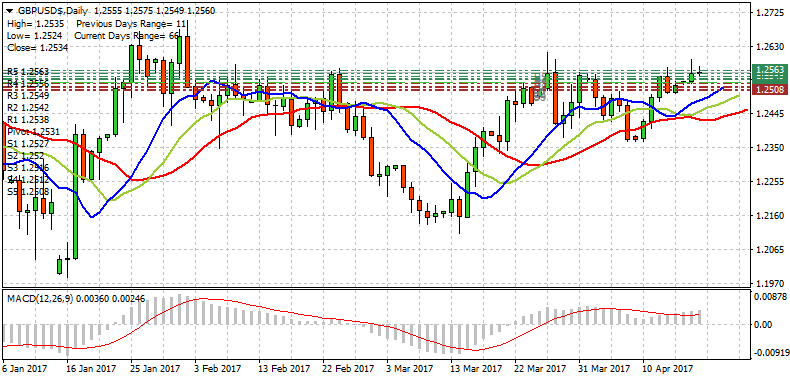 GBPUSD$,Daily 1.2555 1.2575 1.2549 1.2560
High= 1.2535 Previous Days Range= 11
Low= 1.2524 Current Days Range= 66
Close= 1.2534
R5 1.2563
R3 1.2549
R2 1.2542
R1 1.2538
Pivot 1.2531
S1 1.2527
S5 1.2508
1.2725
1.2630
1.2563
1.2508
1.2445
1.2350
1.2255
1.2160
1.2065
1.1970
MACD(12,26,9) 0.00360 0.00246
0.00878
0.00
-0.00919
6 Jan 2017 16 Jan 2017 25 Jan 2017 3 Feb 2017 13 Feb 2017 22 Feb 2017 3 Mar 2017 13 Mar 2017 22 Mar 2017 31 Mar 2017 10 Apr 2017